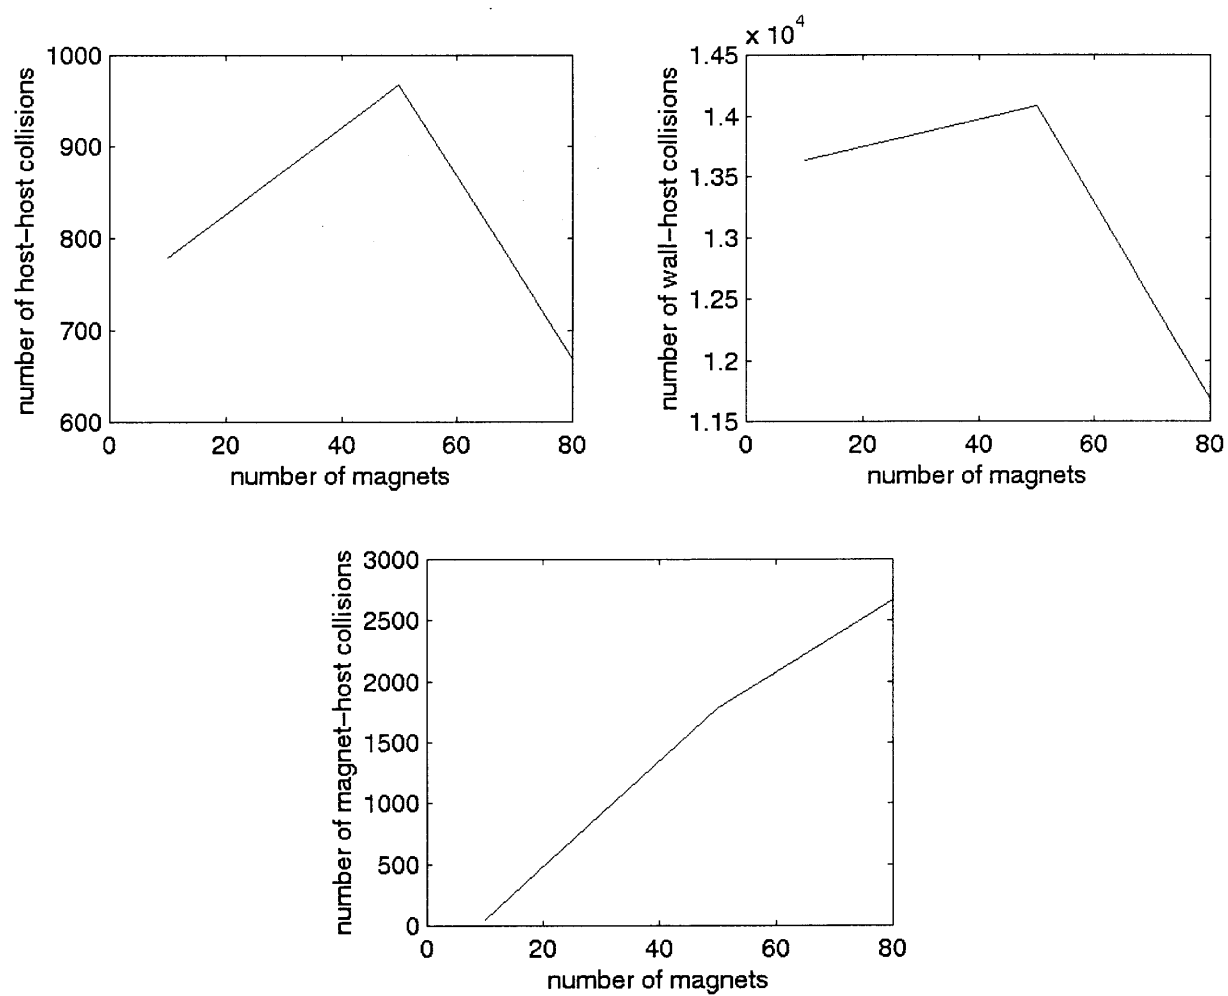 number of host-host collisions
1000
900
800
700
600
0 20 40 60 80
number of magnets
x 10^4
number of wall-host collisions
1.45
1.4
1.35
1.3
1.25
1.2
1.15
0 20 40 60 80
number of magnets
number of magnet-host collisions
3000
2500
2000
1500
1000
500
0
0 20 40 60 80
number of magnets